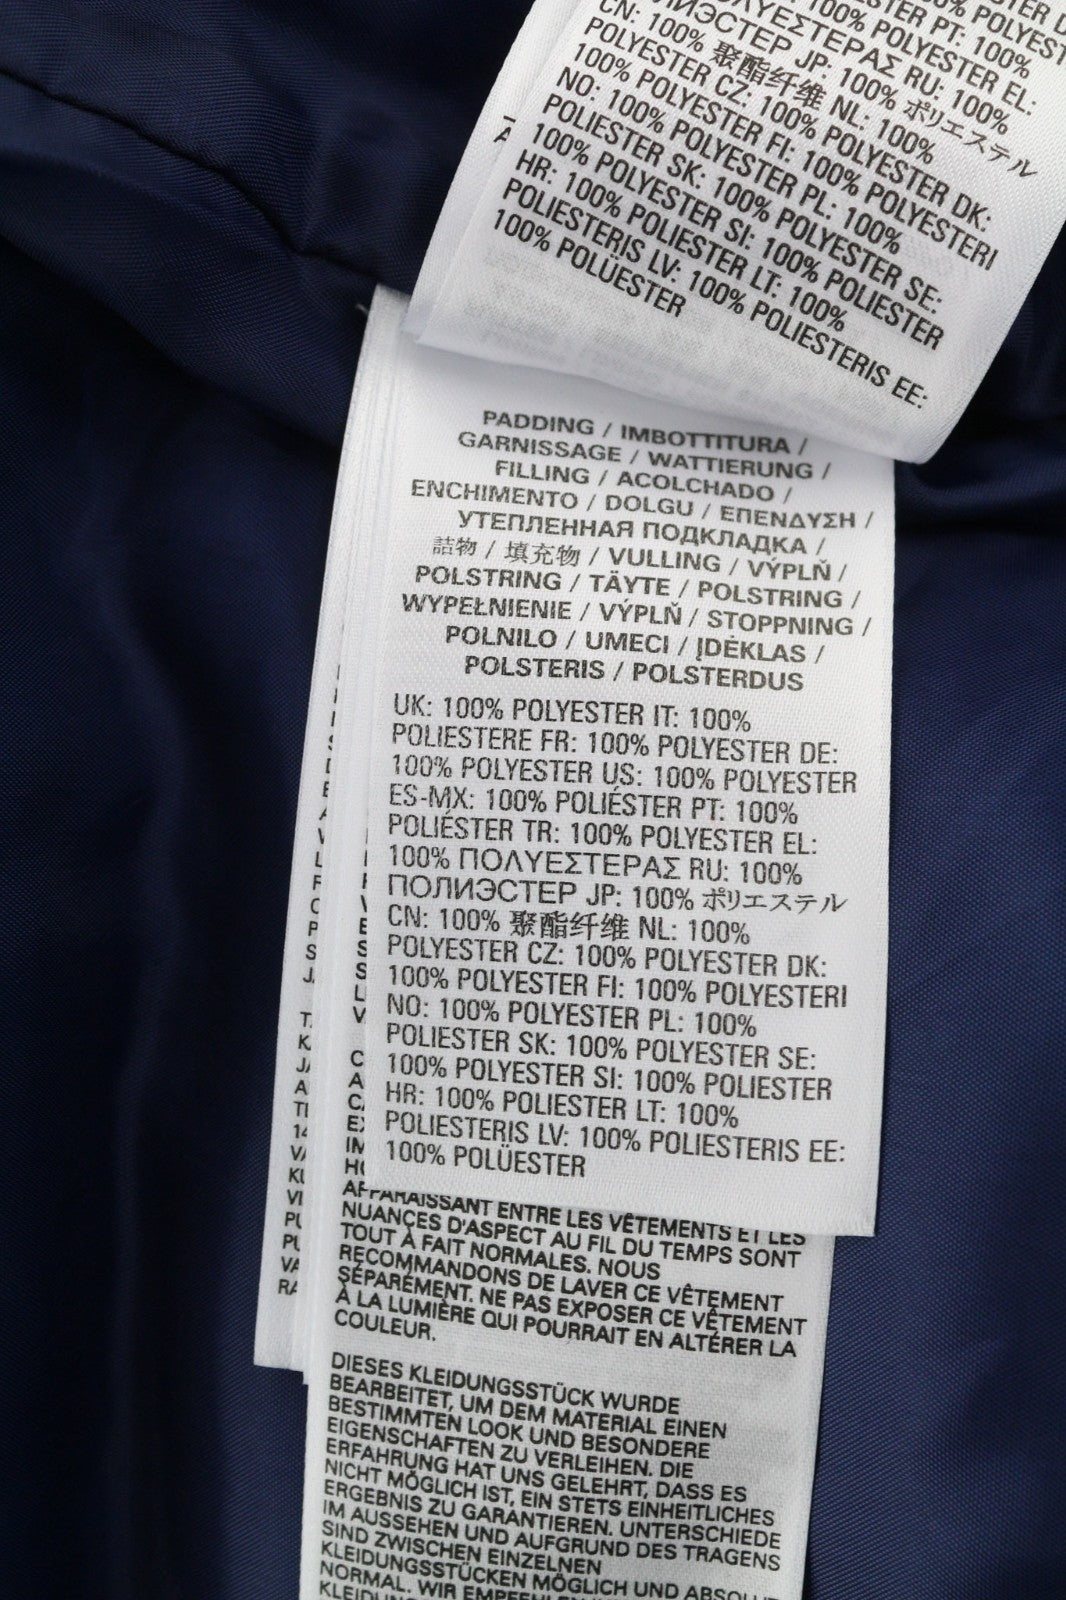 100% POLYESTER PT: 100%
100% POLYESTER EL:
ΠΟΛΥΕΣΤΕΡΑΣ RU: 100%
ПОЛИЭСТЕР JP: 100% ポリエステル
CN: 100% 聚酯纤维 NL: 100%
POLYESTER CZ: 100% POLYESTER DK:
100% POLYESTER FI: 100% POLYESTERI
NO: 100% POLYESTER PL: 100%
POLIESTER SK: 100% POLYESTER SE:
100% POLYESTER SI: 100% POLIESTER
HR: 100% POLIESTER LT: 100%
POLIESTERIS LV: 100% POLIESTERIS EE:
100% POLÜESTER
PADDING / IMBOTTITURA /
GARNISSAGE / WATTIERUNG /
FILLING / ACOLCHADO /
ENCHIMENTO / DOLGU / ΕΠΕΝΔΥΣΗ /
УТЕПЛЕННАЯ ПОДКЛАДКА /
詰物 / 填充物 / VULLING / VÝPLŇ /
POLSTRING / TÄYTE / POLSTRING /
WYPEŁNIENIE / VÝPLŇ / STOPPNING /
POLNILO / UMECI / ĮDĖKLAS /
POLSTERIS / POLSTERDUS
UK: 100% POLYESTER IT: 100%
POLIESTERE FR: 100% POLYESTER DE:
100% POLYESTER US: 100% POLYESTER
ES-MX: 100% POLIÉSTER PT: 100%
POLIÉSTER TR: 100% POLYESTER EL:
100% ΠΟΛΥΕΣΤΕΡΑΣ RU: 100%
ПОЛИЭСТЕР JP: 100% ポリエステル
CN: 100% 聚酯纤维 NL: 100%
POLYESTER CZ: 100% POLYESTER DK:
100% POLYESTER FI: 100% POLYESTERI
NO: 100% POLYESTER PL: 100%
POLIESTER SK: 100% POLYESTER SE:
100% POLYESTER SI: 100% POLIESTER
HR: 100% POLIESTER LT: 100%
POLIESTERIS LV: 100% POLIESTERIS EE:
100% POLÜESTER
APPARAISSANT ENTRE LES VÊTEMENTS ET LES
NUANCES D'ASPECT AU FIL DU TEMPS SONT
TOUT À FAIT NORMALES. NOUS
RECOMMANDONS DE LAVER CE VÊTEMENT
SÉPARÉMENT. NE PAS EXPOSER CE VÊTEMENT
À LA LUMIÈRE QUI POURRAIT EN ALTÉRER LA
COULEUR.
DIESES KLEIDUNGSSTÜCK WURDE
BEARBEITET, UM DEM MATERIAL EINEN
BESTIMMTEN LOOK UND BESONDERE
EIGENSCHAFTEN ZU VERLEIHEN. DIE
ERFAHRUNG HAT UNS GELEHRT, DASS ES
NICHT MÖGLICH IST, EIN STETS EINHEITLICHES
ERGEBNIS ZU GARANTIEREN. UNTERSCHIEDE
IM AUSSEHEN UND AUFGRUND DES TRAGENS
SIND ZWISCHEN EINZELNEN
KLEIDUNGSSTÜCKEN MÖGLICH UND ABSOLUT
NORMAL. WIR